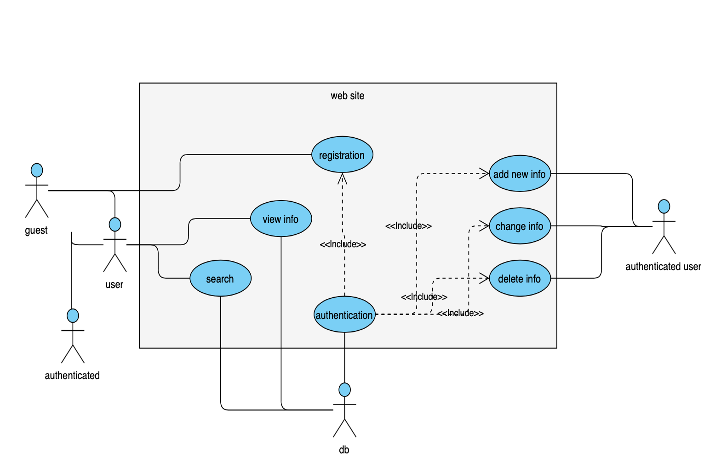 web site
registration
add new info
view info
<<Include>>
change info
guest
<<Include>>
authenticated user
user
search
delete info
<<Include>>
authentication
<<Include>>
authenticated
db